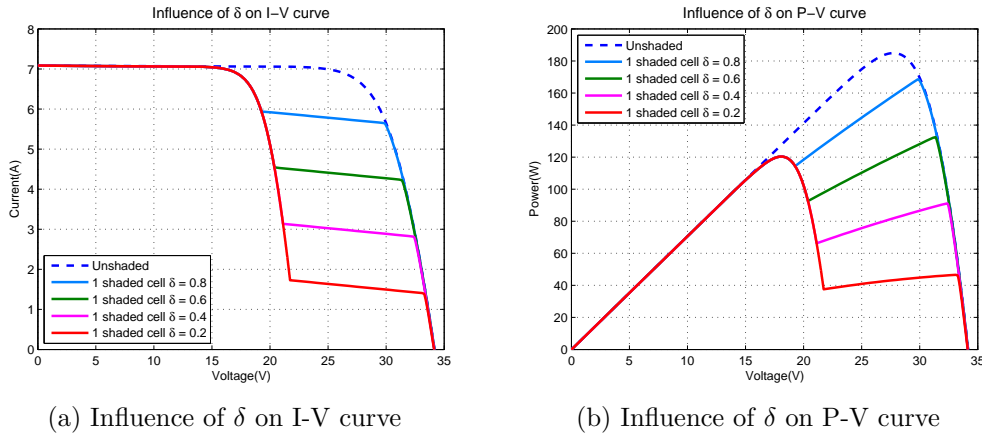 Influence of δ on I−V curve
8
7
6
5
4
3
2
1
0
Current(A)
Unshaded
1 shaded cell δ = 0.8
1 shaded cell δ = 0.6
1 shaded cell δ = 0.4
1 shaded cell δ = 0.2
0 5 10 15 20 25 30 35
Voltage(V)
(a) Influence of δ on I-V curve
Influence of δ on P−V curve
200
180
160
140
120
100
80
60
40
20
0
Power(W)
Unshaded
1 shaded cell δ = 0.8
1 shaded cell δ = 0.6
1 shaded cell δ = 0.4
1 shaded cell δ = 0.2
0 5 10 15 20 25 30 35
Voltage(V)
(b) Influence of δ on P-V curve